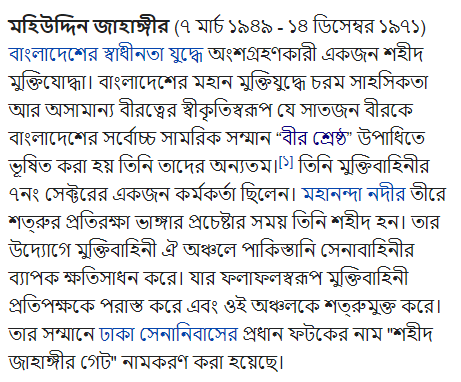 মহিউদ্দিন জাহাঙ্গীর (৭ মার্চ ১৯৪৯ - ১৪ ডিসেম্বর ১৯৭১)
বাংলাদেশের স্বাধীনতা যুদ্ধে অংশগ্রহণকারী একজন শহীদ
মুক্তিযোদ্ধা। বাংলাদেশের মহান মুক্তিযুদ্ধে চরম সাহসিকতা
আর অসামান্য বীরত্বের স্বীকৃতিস্বরূপ যে সাতজন বীরকে
বাংলাদেশের সর্বোচ্চ সামরিক সম্মান “বীর শ্রেষ্ঠ” উপাধিতে
ভূষিত করা হয় তিনি তাদের অন্যতম।[১] তিনি মুক্তিবাহিনীর
৭নং সেক্টরের একজন কর্মকর্তা ছিলেন। মহানন্দা নদীর তীরে
শত্রুর প্রতিরক্ষা ভাঙ্গার প্রচেষ্টার সময় তিনি শহীদ হন। তার
উদ্যোগে মুক্তিবাহিনী ঐ অঞ্চলে পাকিস্তানি সেনাবাহিনীর
ব্যাপক ক্ষতিসাধন করে। যার ফলাফলস্বরূপ মুক্তিবাহিনী
প্রতিপক্ষকে পরাস্ত করে এবং ওই অঞ্চলকে শত্রুমুক্ত করে।
তার সম্মানে ঢাকা সেনানিবাসের প্রধান ফটকের নাম "শহীদ
জাহাঙ্গীর গেট" নামকরণ করা হয়েছে।